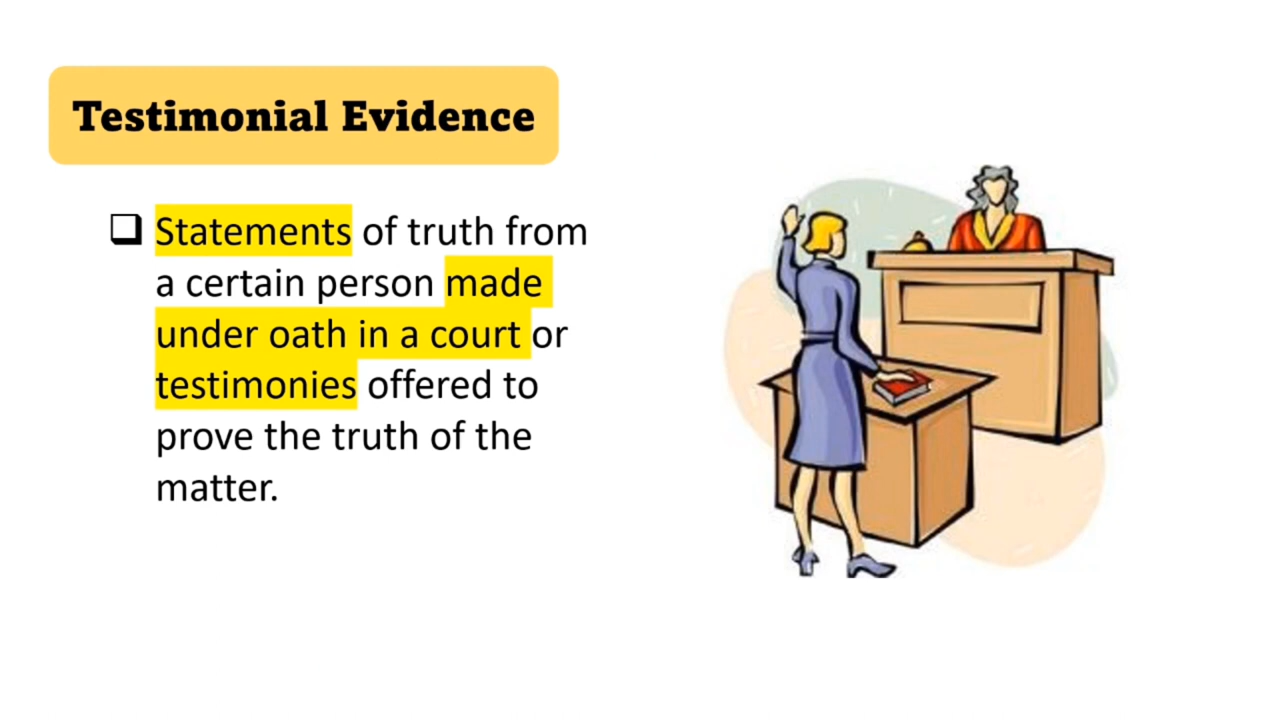 Testimonial Evidence
Statements of truth from
a certain person made
under oath in a court or
testimonies offered to
prove the truth of the
matter.